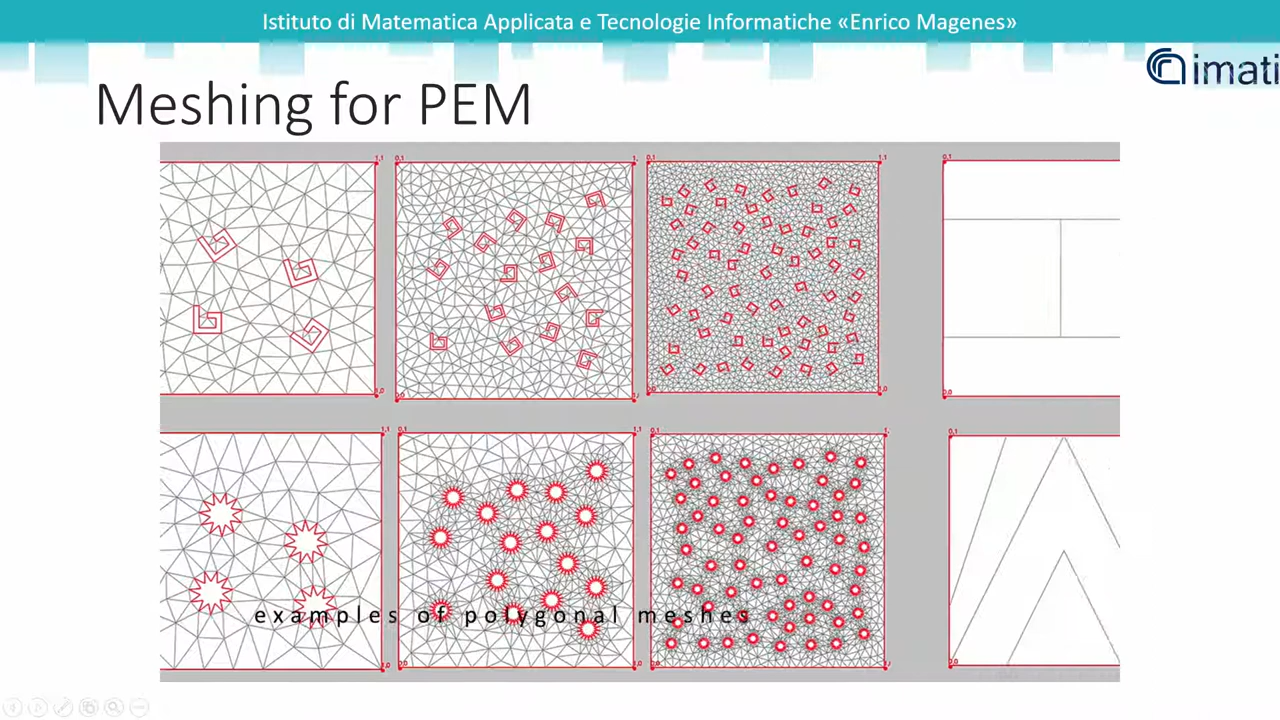 Istituto di Matematica Applicata e Tecnologie Informatiche «Enrico Magenes»
imati
Meshing for PEM
examples of polygonal meshes